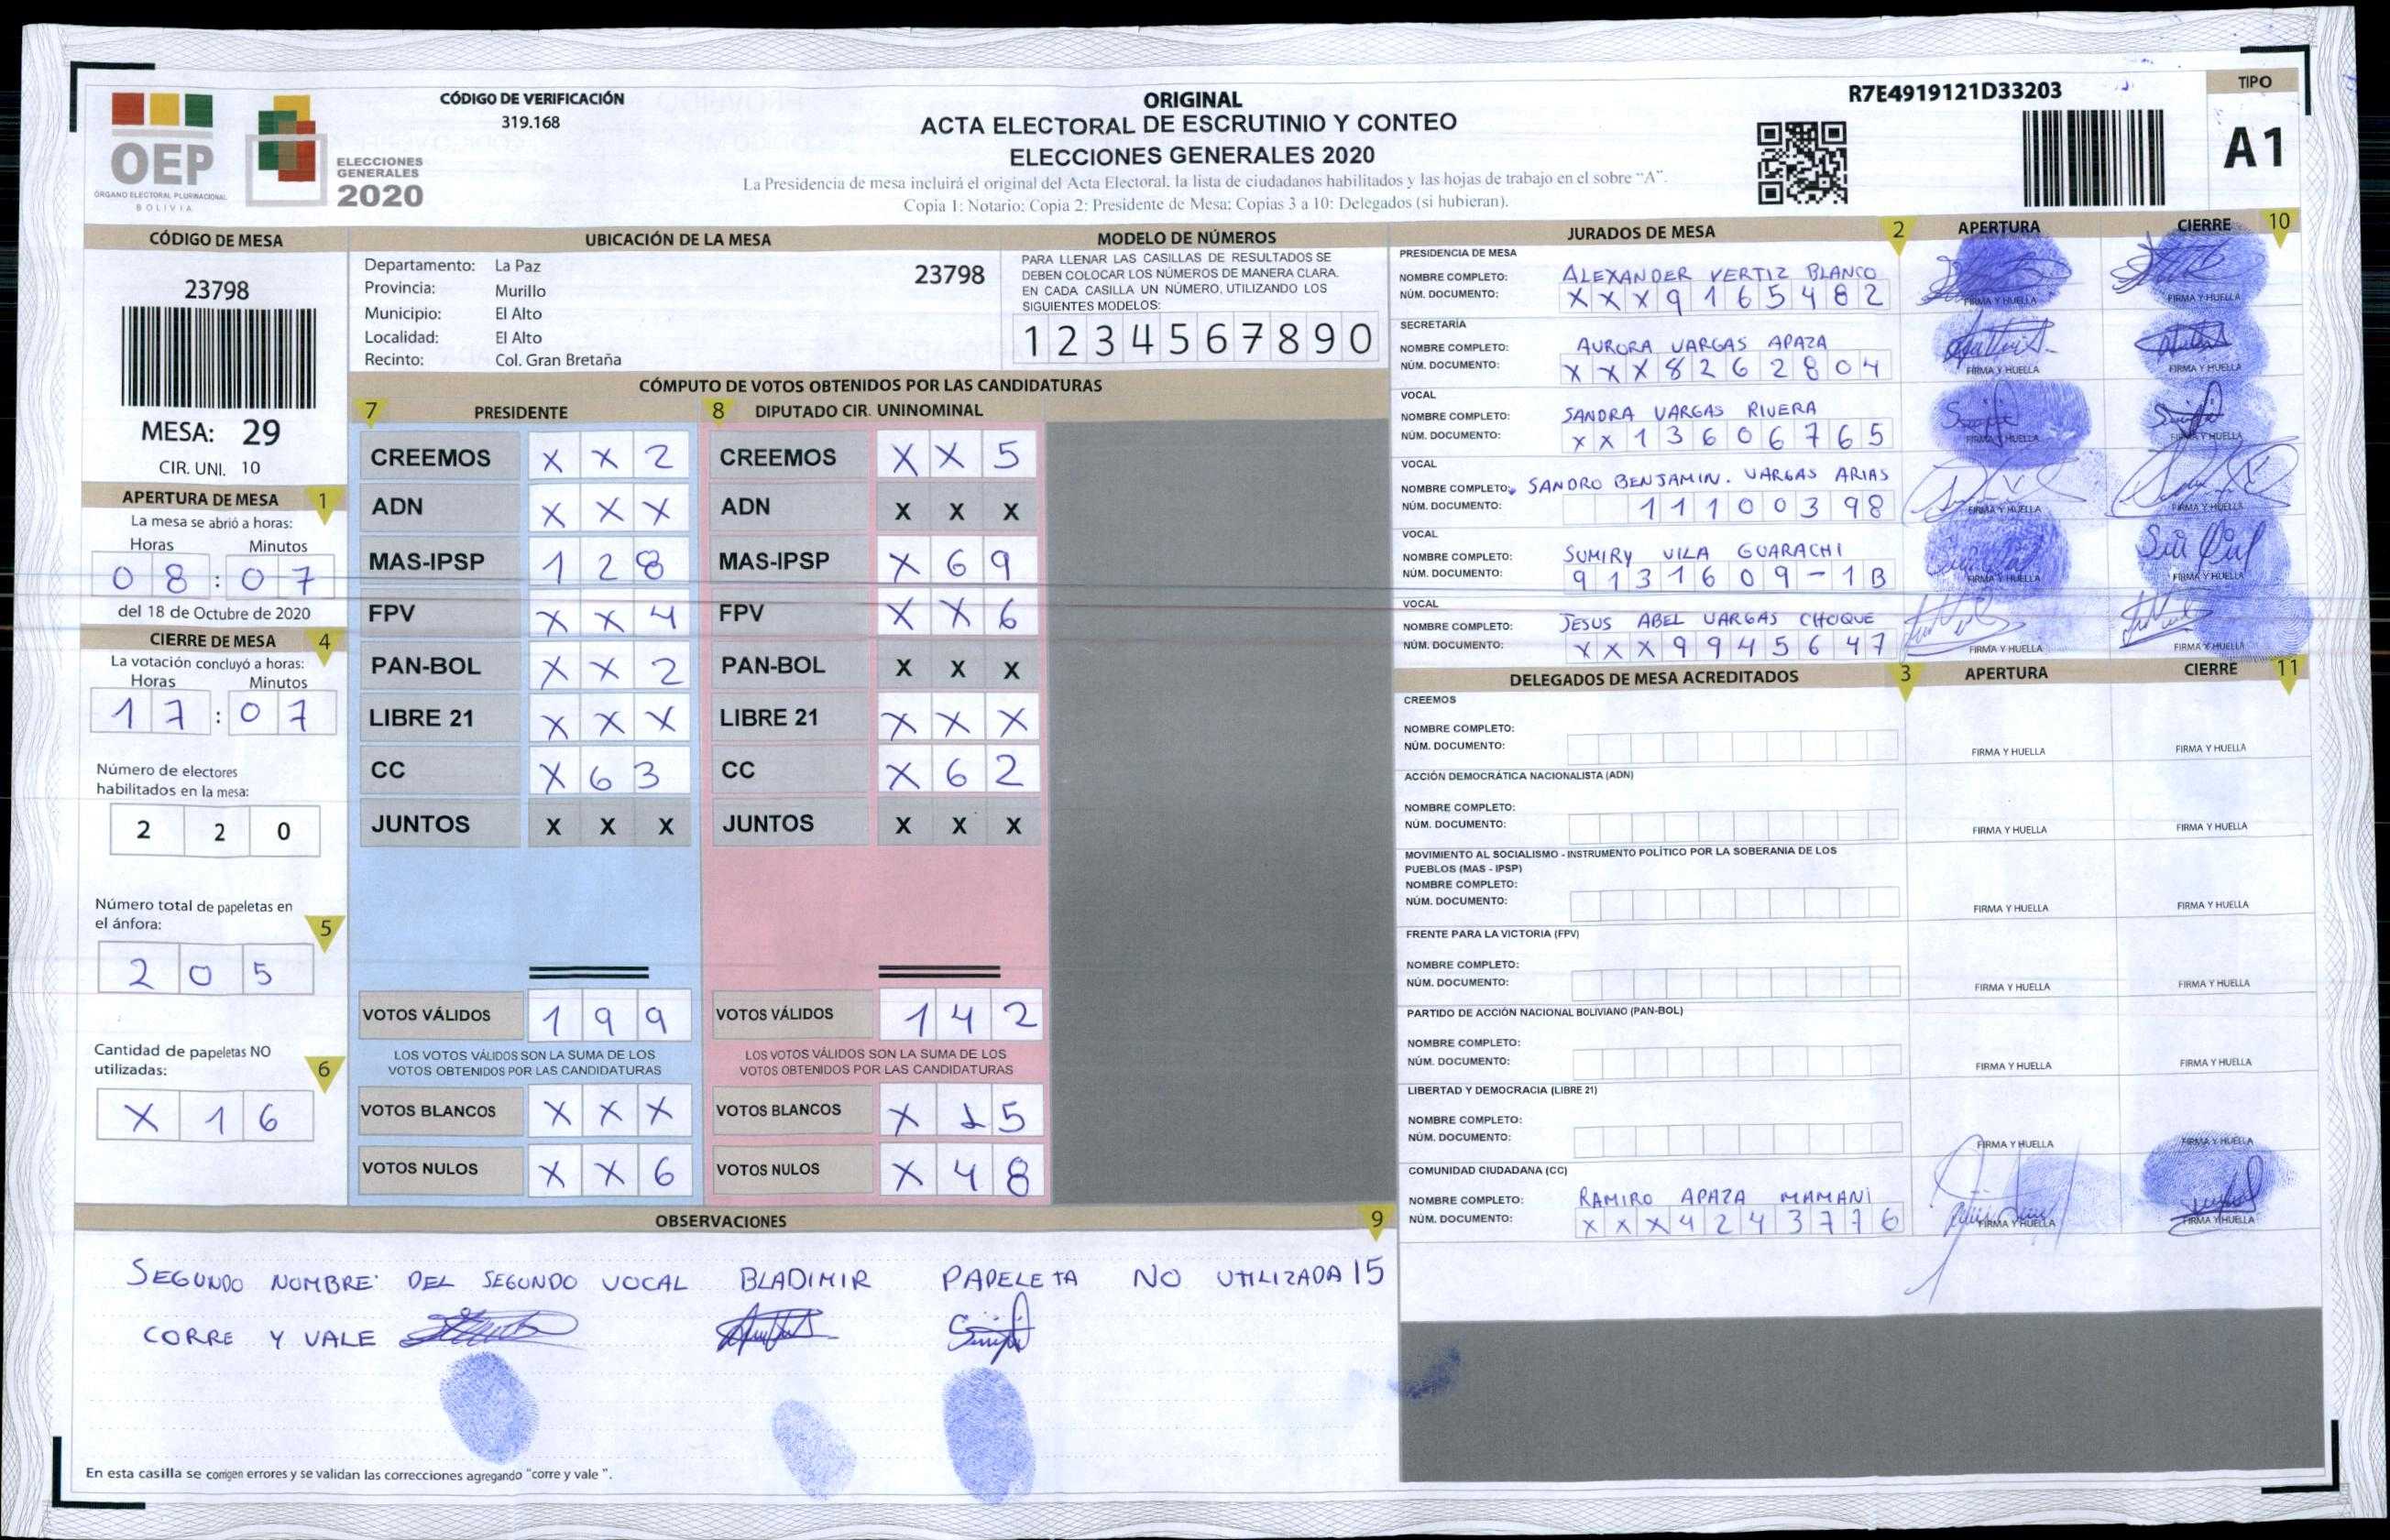 OEP
ÓRGANO ELECTORAL PLURINACIONAL
BOLIVIA
ELECCIONES
GENERALES
2020
CÓDIGO DE VERIFICACIÓN
319.168
ORIGINAL
ACTA ELECTORAL DE ESCRUTINIO Y CONTEO
ELECCIONES GENERALES 2020
La Presidencia de mesa incluirá el original del Acta Electoral, la lista de ciudadanos habilitados y las hojas de trabajo en el sobre "A".
Copia 1: Notario; Copia 2: Presidente de Mesa; Copias 3 a 10: Delegados (si hubieran).
R7E4919121D33203
TIPO
A1
CÓDIGO DE MESA
23798
MESA: 29
CIR. UNI. 10
APERTURA DE MESA 1
La mesa se abrió a horas:
Horas Minutos
0 8 : 0 7
del 18 de Octubre de 2020
CIERRE DE MESA 4
La votación concluyó a horas:
Horas Minutos
1 7 : 0 7
Número de electores
habilitados en la mesa:
2 2 0
Número total de papeletas en
el ánfora: 5
2 0 5
Cantidad de papeletas NO
utilizadas: 6
X 1 6
UBICACIÓN DE LA MESA
Departamento: La Paz 23798
Provincia: Murillo
Municipio: El Alto
Localidad: El Alto
Recinto: Col. Gran Bretaña
MODELO DE NÚMEROS
PARA LLENAR LAS CASILLAS DE RESULTADOS SE
DEBEN COLOCAR LOS NÚMEROS DE MANERA CLARA.
EN CADA CASILLA UN NÚMERO, UTILIZANDO LOS
SIGUIENTES MODELOS:
1 2 3 4 5 6 7 8 9 0
CÓMPUTO DE VOTOS OBTENIDOS POR LAS CANDIDATURAS
7 PRESIDENTE 8 DIPUTADO CIR. UNINOMINAL
CREEMOS X X 2 CREEMOS X X 5
ADN X X X ADN X X X
MAS-IPSP 1 2 8 MAS-IPSP X 6 9
FPV X X 4 FPV X X 6
PAN-BOL X X 2 PAN-BOL X X X
LIBRE 21 X X X LIBRE 21 X X X
CC X 6 3 CC X 6 2
JUNTOS X X X JUNTOS X X X
VOTOS VÁLIDOS 1 9 9 VOTOS VÁLIDOS 1 4 2
LOS VOTOS VÁLIDOS SON LA SUMA DE LOS LOS VOTOS VÁLIDOS SON LA SUMA DE LOS
VOTOS OBTENIDOS POR LAS CANDIDATURAS VOTOS OBTENIDOS POR LAS CANDIDATURAS
VOTOS BLANCOS X X X VOTOS BLANCOS X 1 5
VOTOS NULOS X X 6 VOTOS NULOS X 4 8
JURADOS DE MESA 2 APERTURA CIERRE 10
PRESIDENCIA DE MESA
NOMBRE COMPLETO: ALEXANDER VERTIZ BLANCO
NÚM. DOCUMENTO: X X X 9 1 6 5 4 8 2 FIRMA Y HUELLA FIRMA Y HUELLA
SECRETARÍA
NOMBRE COMPLETO: AURORA VARGAS APAZA
NÚM. DOCUMENTO: X X X 8 2 6 2 8 0 4 FIRMA Y HUELLA FIRMA Y HUELLA
VOCAL
NOMBRE COMPLETO: SANDRA VARGAS RIVERA
NÚM. DOCUMENTO: X X 1 3 6 0 6 7 6 5 FIRMA Y HUELLA FIRMA Y HUELLA
VOCAL
NOMBRE COMPLETO: SANDRO BENJAMIN. VARGAS ARIAS
NÚM. DOCUMENTO: 1 1 1 0 0 3 9 8 FIRMA Y HUELLA FIRMA Y HUELLA
VOCAL
NOMBRE COMPLETO: SUMIRY VILA GUARACHI
NÚM. DOCUMENTO: 9 1 3 1 6 0 9 - 1 B FIRMA Y HUELLA FIRMA Y HUELLA
VOCAL
NOMBRE COMPLETO: JESUS ABEL VARGAS CHOQUE
NÚM. DOCUMENTO: X X X 9 9 4 5 6 4 7 FIRMA Y HUELLA FIRMA Y HUELLA
DELEGADOS DE MESA ACREDITADOS 3 APERTURA CIERRE 11
CREEMOS
NOMBRE COMPLETO:
NÚM. DOCUMENTO: FIRMA Y HUELLA FIRMA Y HUELLA
ACCIÓN DEMOCRÁTICA NACIONALISTA (ADN)
NOMBRE COMPLETO:
NÚM. DOCUMENTO: FIRMA Y HUELLA FIRMA Y HUELLA
MOVIMIENTO AL SOCIALISMO - INSTRUMENTO POLÍTICO POR LA SOBERANIA DE LOS
PUEBLOS (MAS - IPSP)
NOMBRE COMPLETO:
NÚM. DOCUMENTO: FIRMA Y HUELLA FIRMA Y HUELLA
FRENTE PARA LA VICTORIA (FPV)
NOMBRE COMPLETO:
NÚM. DOCUMENTO: FIRMA Y HUELLA FIRMA Y HUELLA
PARTIDO DE ACCIÓN NACIONAL BOLIVIANO (PAN-BOL)
NOMBRE COMPLETO:
NÚM. DOCUMENTO: FIRMA Y HUELLA FIRMA Y HUELLA
LIBERTAD Y DEMOCRACIA (LIBRE 21)
NOMBRE COMPLETO:
NÚM. DOCUMENTO: FIRMA Y HUELLA FIRMA Y HUELLA
COMUNIDAD CIUDADANA (CC)
NOMBRE COMPLETO: RAMIRO APAZA MAMANI
NÚM. DOCUMENTO: X X X 4 2 4 3 7 7 6 FIRMA Y HUELLA FIRMA Y HUELLA
OBSERVACIONES 9
SEGUNDO NOMBRE DEL SEGUNDO VOCAL BLADIMIR PAPELETA NO UTILIZADA 15
CORRE Y VALE
En esta casilla se corrigen errores y se validan las correcciones agregando "corre y vale ".